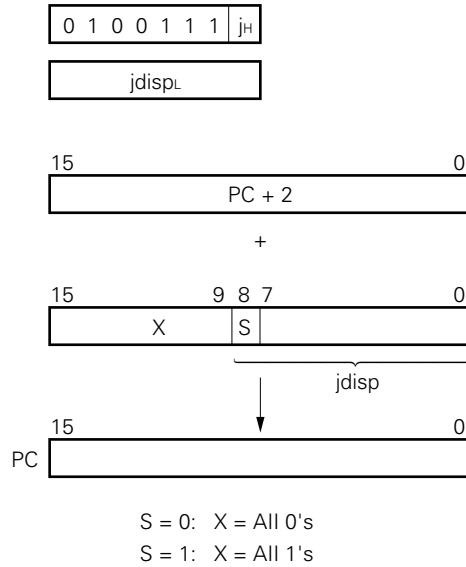 0 1 0 0 1 1 1 jH
jdispL
15 0
PC + 2
+
15 9 8 7 0
X S
jdisp
15 0
PC
S = 0: X = All 0's
S = 1: X = All 1's